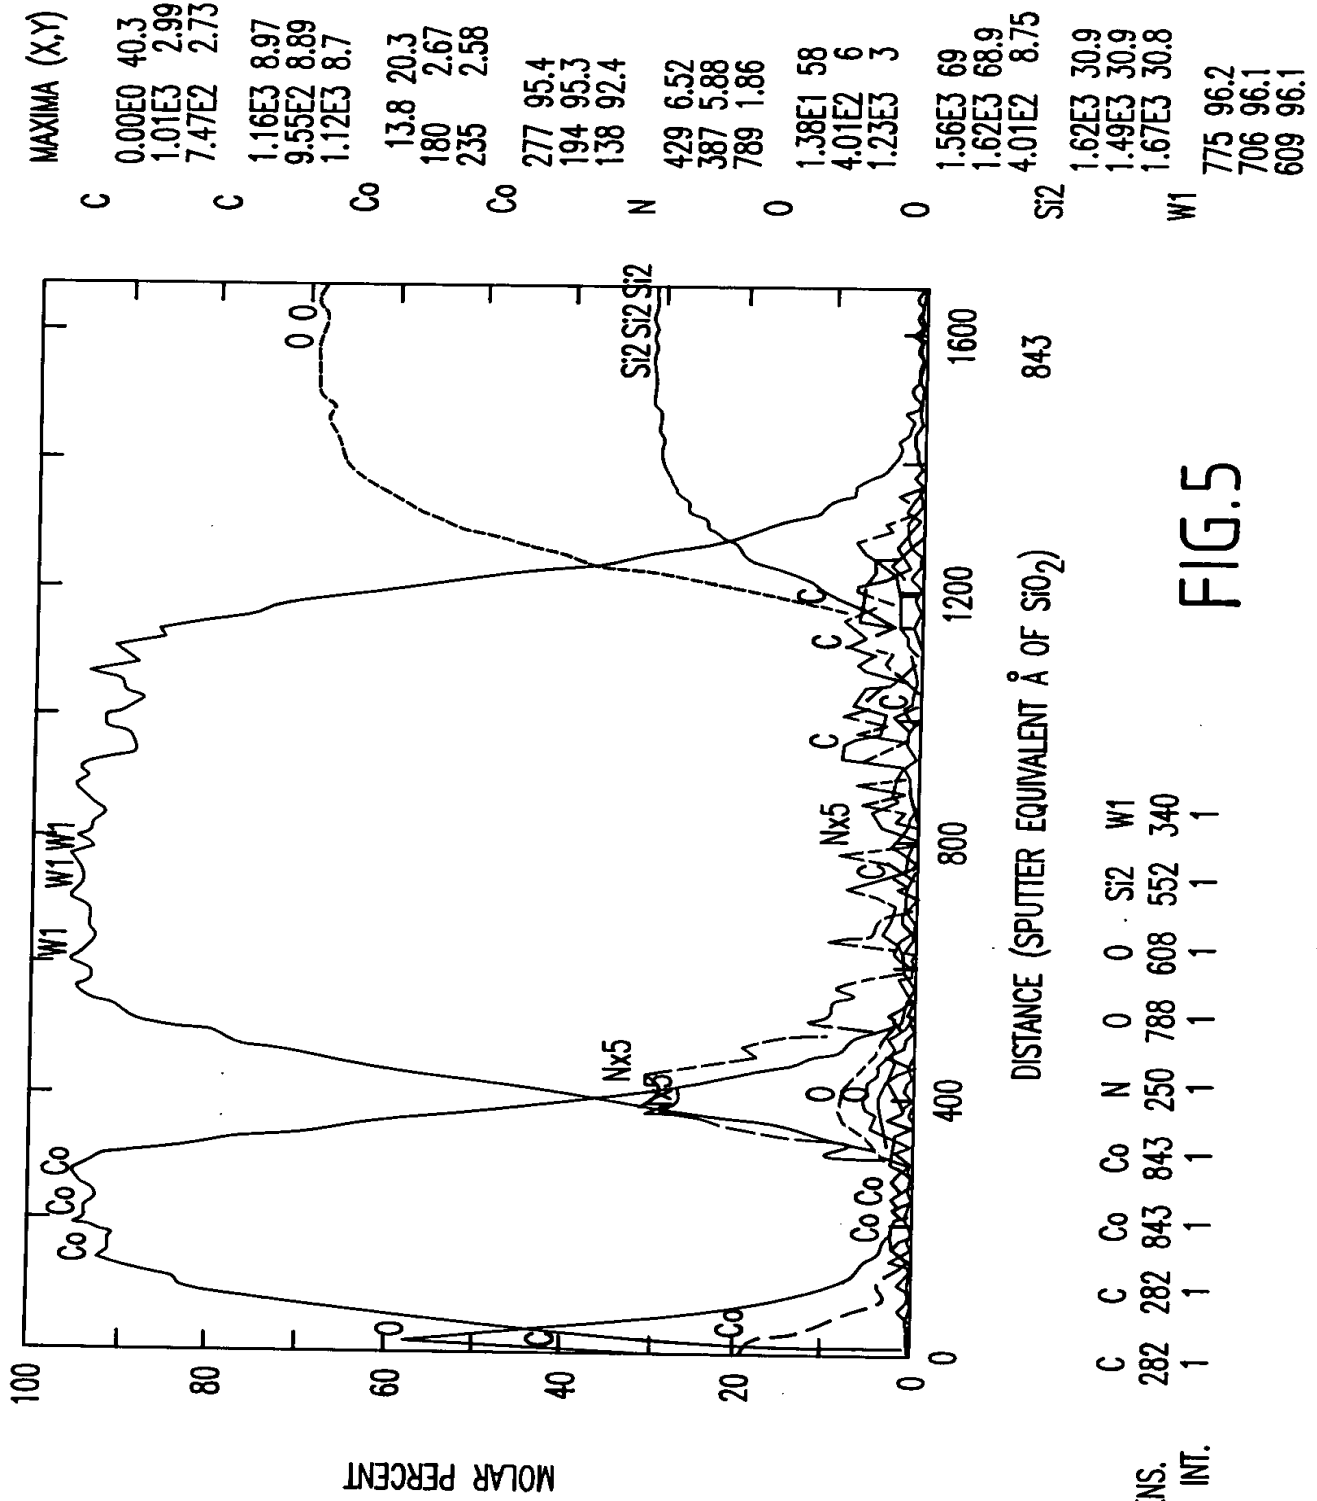 MAXIMA (X,Y)
C
0.00E0 40.3
1.01E3 2.99
7.47E2 2.73
C
1.16E3 8.97
9.55E2 8.89
1.12E3 8.7
Co
13.8 20.3
180 2.67
235 2.58
Co
277 95.4
194 95.3
138 92.4
N
429 6.52
387 5.88
789 1.86
O
1.38E1 58
4.01E2 6
1.23E3 3
O
1.56E3 69
1.62E3 68.9
4.01E2 8.75
Si2
1.62E3 30.9
1.49E3 30.9
1.67E3 30.8
W1
775 96.2
706 96.1
609 96.1
MOLAR PERCENT
100
80
60
40
20
0
Co Co Co
W1 W1 W1
O O
Si2 Si2 Si2
O
C
Co
Nx5
Nx5
Co Co
O
O
Nx5
C
C
C
C
C
0 400 800 1200 1600
DISTANCE (SPUTTER EQUIVALENT Å OF SiO2)
843
C C Co Co N O O Si2 W1
ENS. 282 282 843 843 250 788 608 552 340
INT. 1 1 1 1 1 1 1 1 1
FIG.5